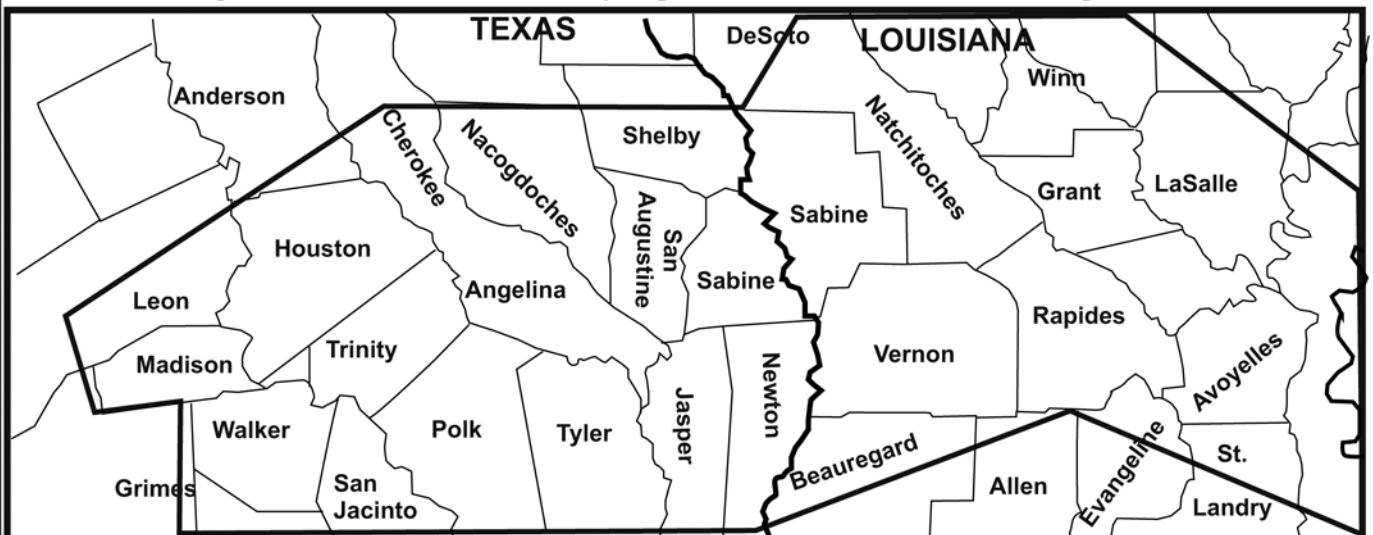 TEXAS
DeSoto
LOUISIANA
Winn
Anderson
Cherokee
Nacogdoches
Shelby
Natchitoches
Grant
LaSalle
San
Augustine
Sabine
Sabine
Houston
Leon
Angelina
Rapides
Madison
Trinity
Vernon
Avoyelles
Newton
Jasper
Walker
Polk
Tyler
Beauregard
Evangeline
St.
Landry
Grimes
San
Jacinto
Allen